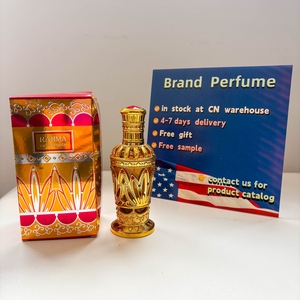 Brand Perfume
in stock at CN warehouse
4-7 days delivery
Free gift
Free sample
contact us for
product catalog